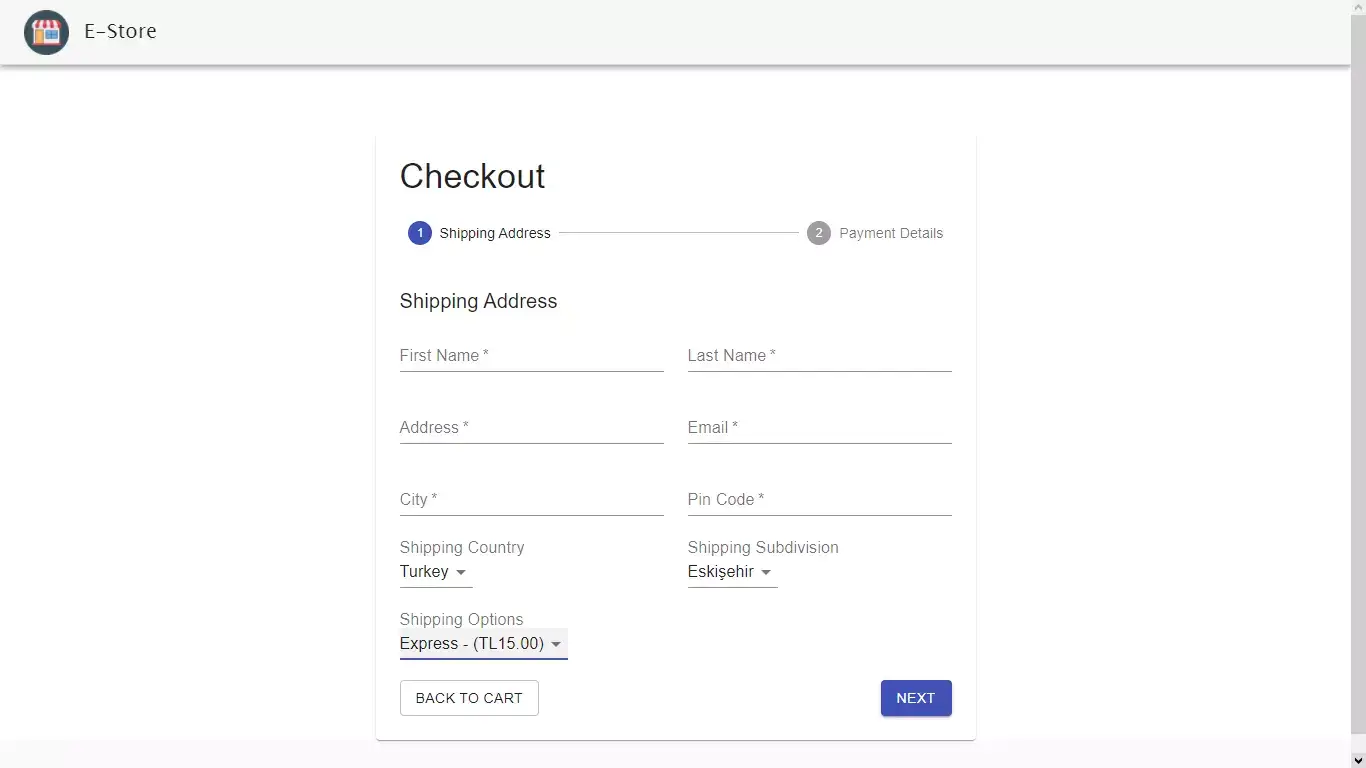 E-Store
Checkout
1 Shipping Address 2 Payment Details
Shipping Address
First Name * Last Name *
Address * Email *
City * Pin Code *
Shipping Country Shipping Subdivision
Turkey Eskişehir
Shipping Options
Express - (TL15.00)
BACK TO CART NEXT